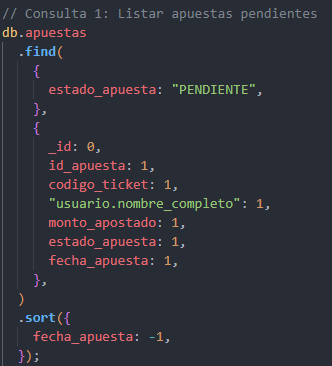 // Consulta 1: Listar apuestas pendientes
db.apuestas
  .find(
    {
      estado_apuesta: "PENDIENTE",
    },
    {
      _id: 0,
      id_apuesta: 1,
      codigo_ticket: 1,
      "usuario.nombre_completo": 1,
      monto_apostado: 1,
      estado_apuesta: 1,
      fecha_apuesta: 1,
    },
  )
  .sort({
    fecha_apuesta: -1,
  });